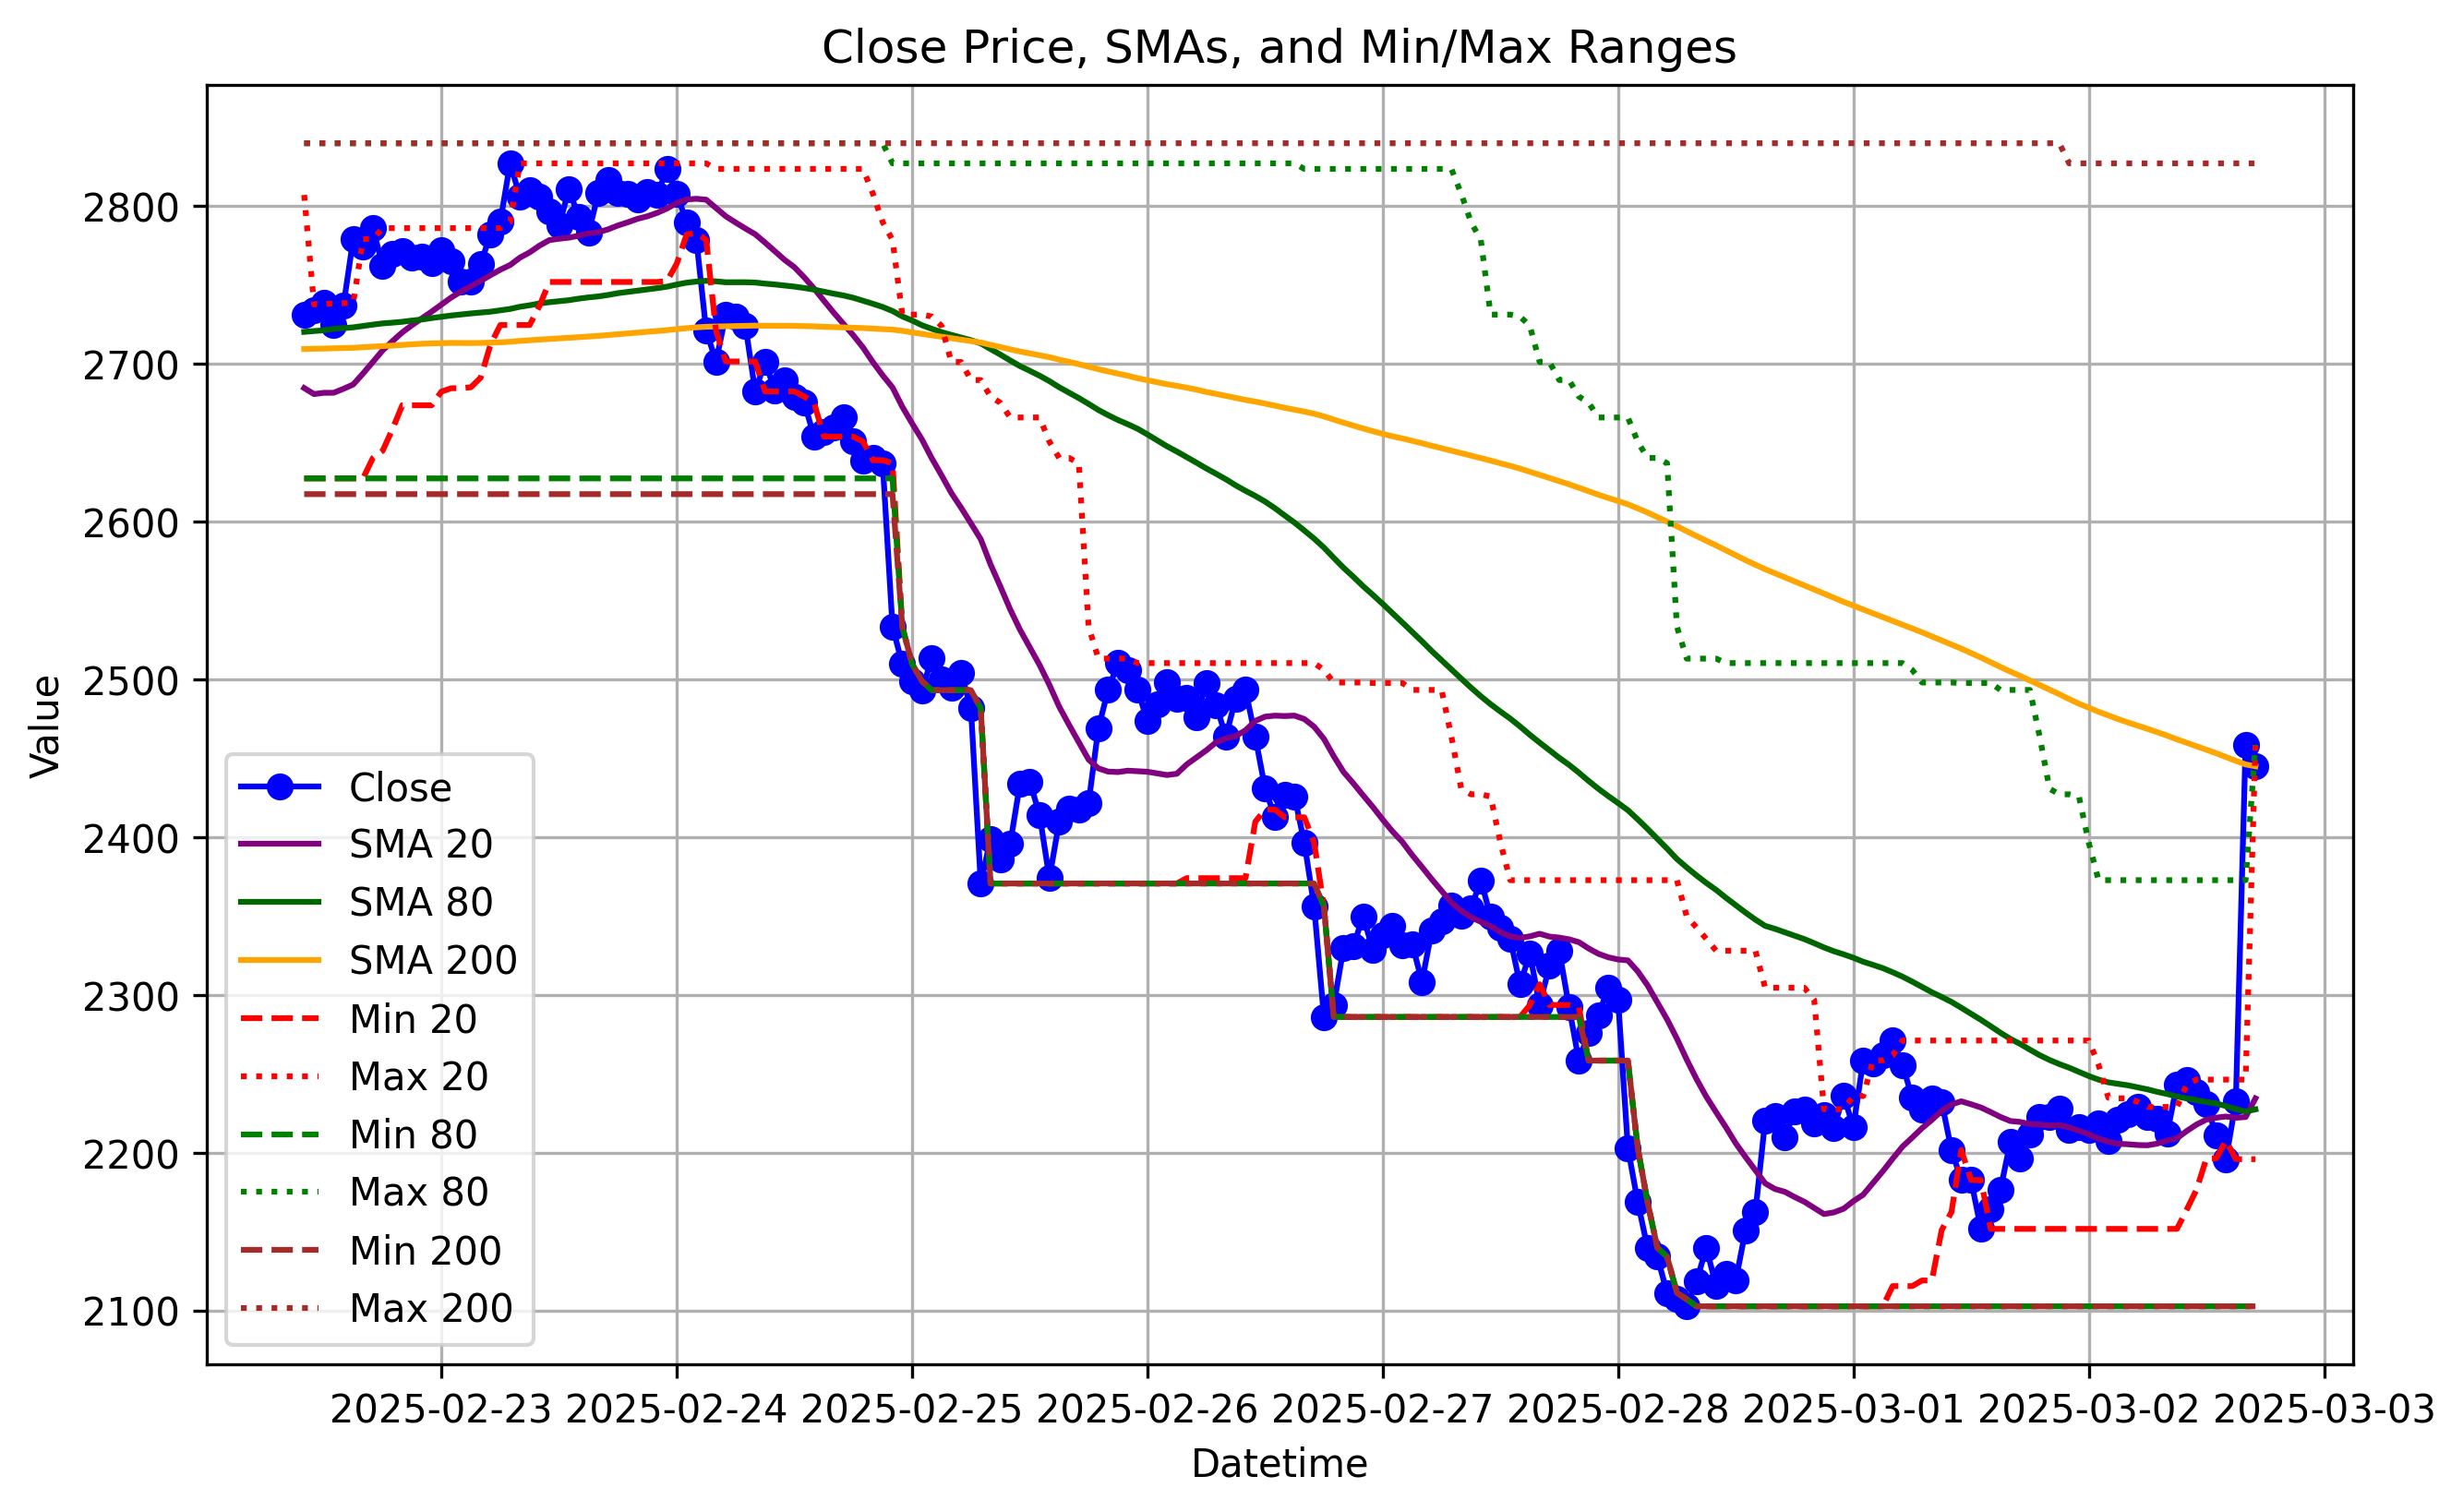 Close Price, SMAs, and Min/Max Ranges
Value
2800
2700
2600
2500
2400
2300
2200
2100
Close
SMA 20
SMA 80
SMA 200
Min 20
Max 20
Min 80
Max 80
Min 200
Max 200
2025-02-23 2025-02-24 2025-02-25 2025-02-26 2025-02-27 2025-02-28 2025-03-01 2025-03-02 2025-03-03
Datetime